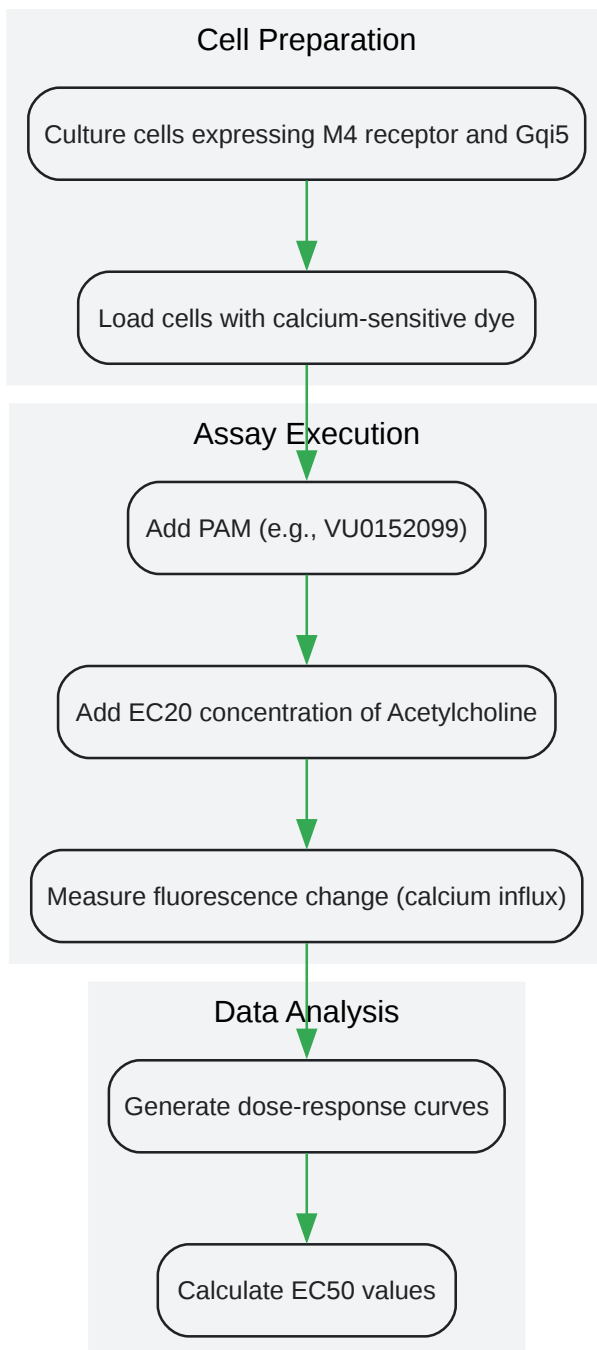 Cell Preparation
Culture cells expressing M4 receptor and Gqi5
Load cells with calcium-sensitive dye
Assay Execution
Add PAM (e.g., VU0152099)
Add EC20 concentration of Acetylcholine
Measure fluorescence change (calcium influx)
Data Analysis
Generate dose-response curves
Calculate EC50 values